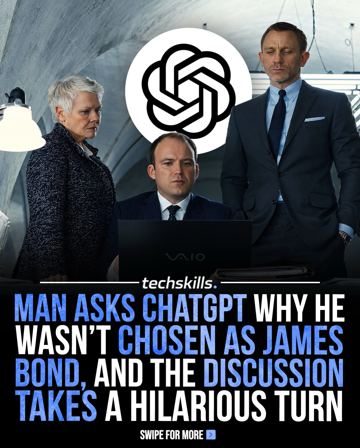 VAIO
techskills.
MAN ASKS CHATGPT WHY HE
WASN'T CHOSEN AS JAMES
BOND, AND THE DISCUSSION
TAKES A HILARIOUS TURN
SWIPE FOR MORE